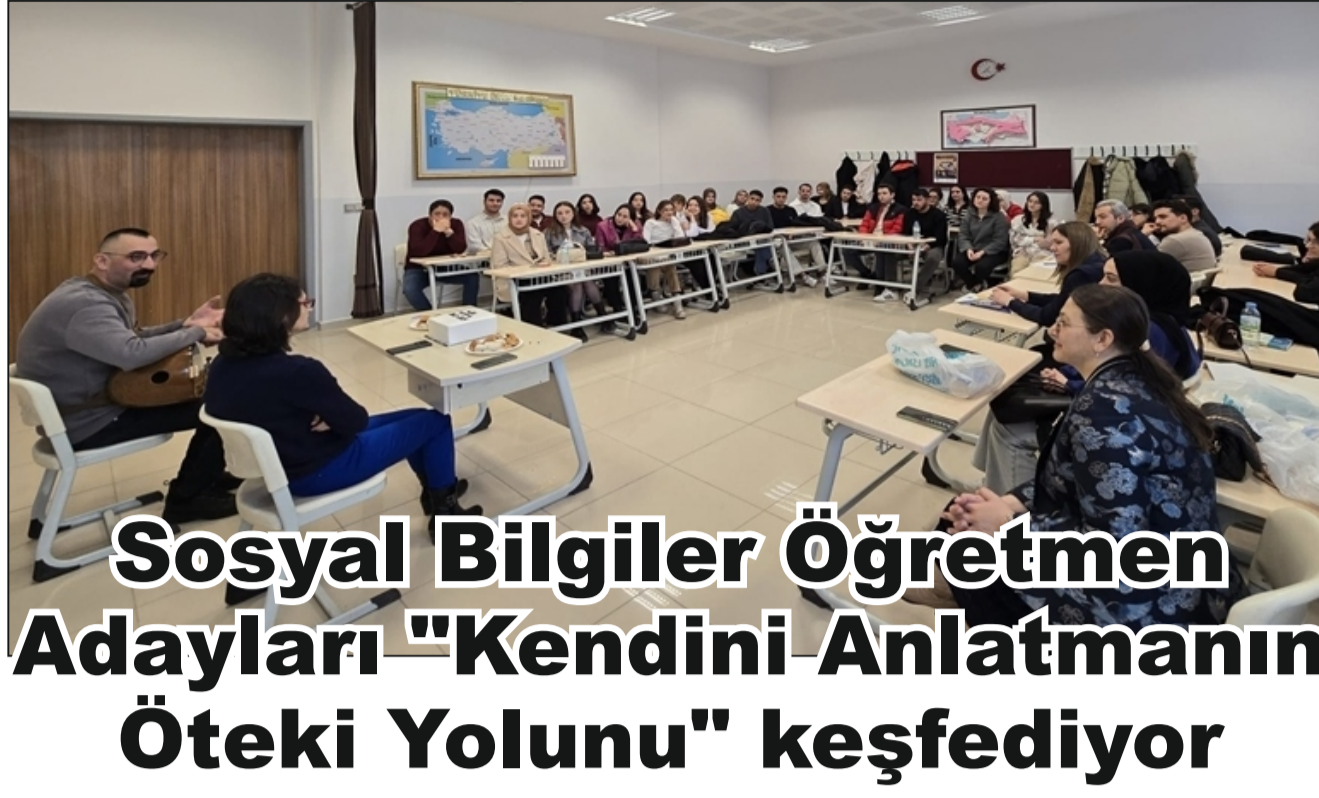 Sosyal Bilgiler Öğretmen
Adayları "Kendini Anlatmanın
Öteki Yolunu" keşfediyor